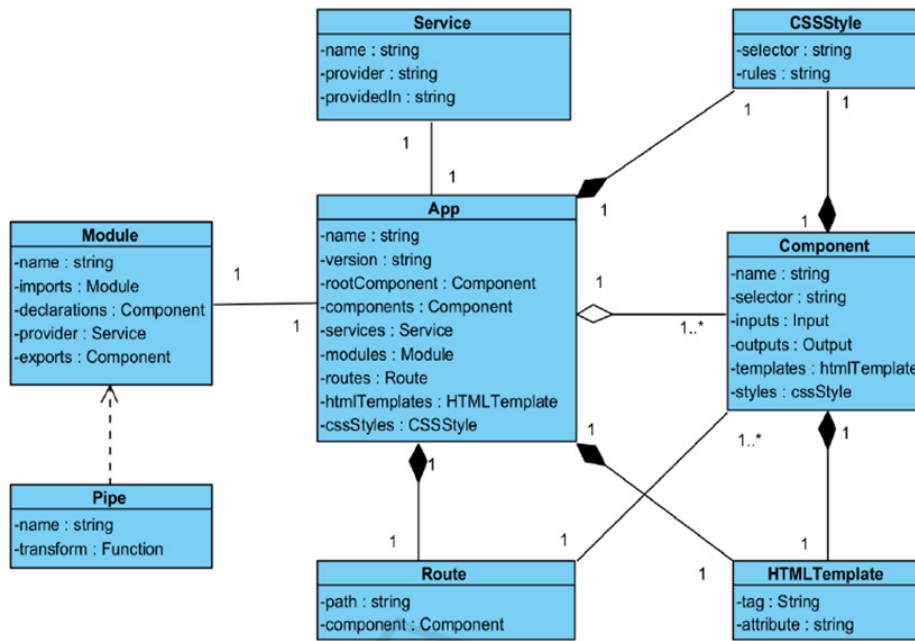 Service
-name : string
-provider : string
-providedIn : string
CSSStyle
-selector : string
-rules : string
1
1
1
1
1
1
App
-name : string
-version : string
-rootComponent : Component
-components : Component
-services : Service
-modules : Module
-routes : Route
-htmlTemplates : HTMLTemplate
-cssStyles : CSSStyle
Module
-name : string
-imports : Module
-declarations : Component
-provider : Service
-exports : Component
1
1
1
1..*
Component
-name : string
-selector : string
-inputs : Input
-outputs : Output
-templates : htmlTemplate
-styles : cssStyle
1
1
1..*
1
Pipe
-name : string
-transform : Function
1
1
1
1
Route
-path : string
-component : Component
HTMLTemplate
-tag : String
-attribute : string